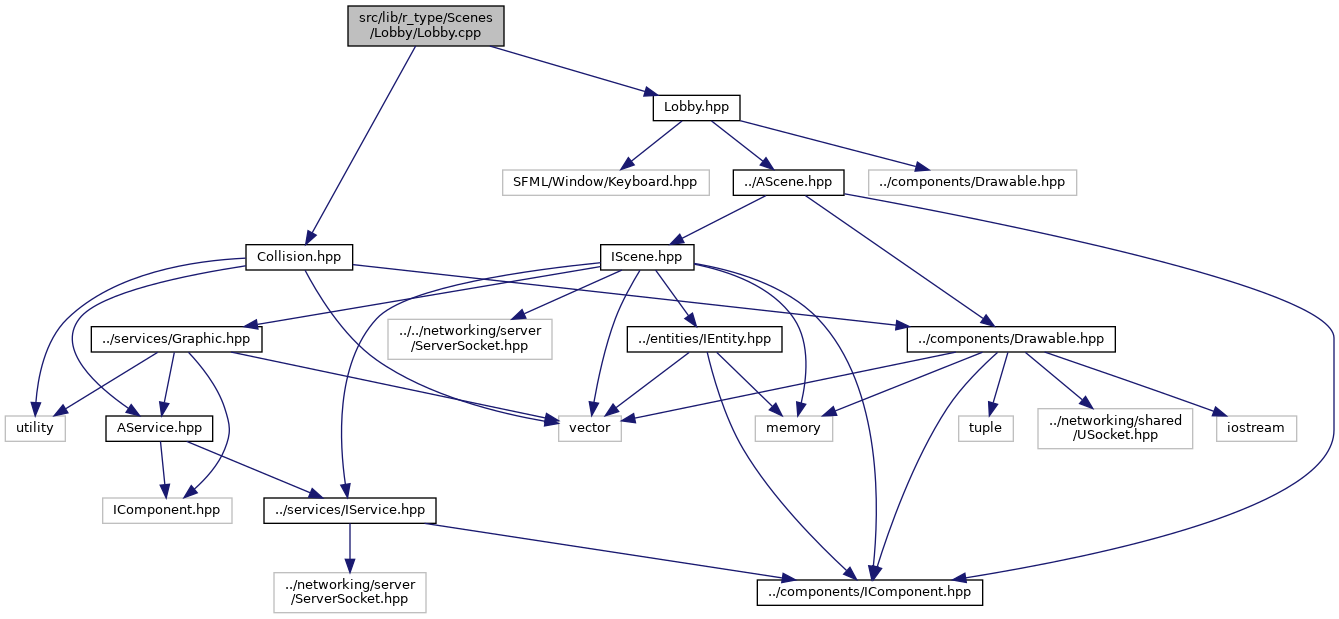 src/lib/r_type/Scenes
/Lobby/Lobby.cpp
Lobby.hpp
SFML/Window/Keyboard.hpp
../AScene.hpp
../components/Drawable.hpp
Collision.hpp
IScene.hpp
../services/Graphic.hpp
../../networking/server
/ServerSocket.hpp
../entities/IEntity.hpp
../components/Drawable.hpp
utility
AService.hpp
vector
memory
tuple
../networking/shared
/USocket.hpp
iostream
IComponent.hpp
../services/IService.hpp
../networking/server
/ServerSocket.hpp
../components/IComponent.hpp